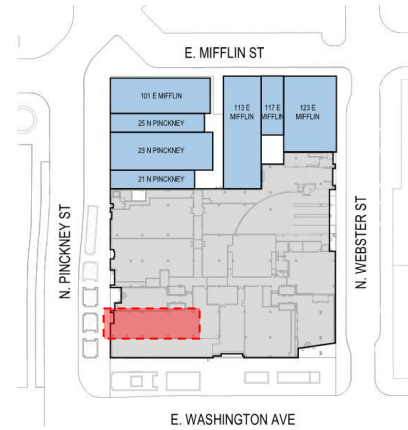 E. MIFFLIN ST
101 E MIFFLIN
25 N PINCKNEY
23 N PINCKNEY
21 N PINCKNEY
113 E
MIFFLIN
117 E
MIFFLIN
123 E
MIFFLIN
N. PINCKNEY ST
N. WEBSTER ST
E. WASHINGTON AVE